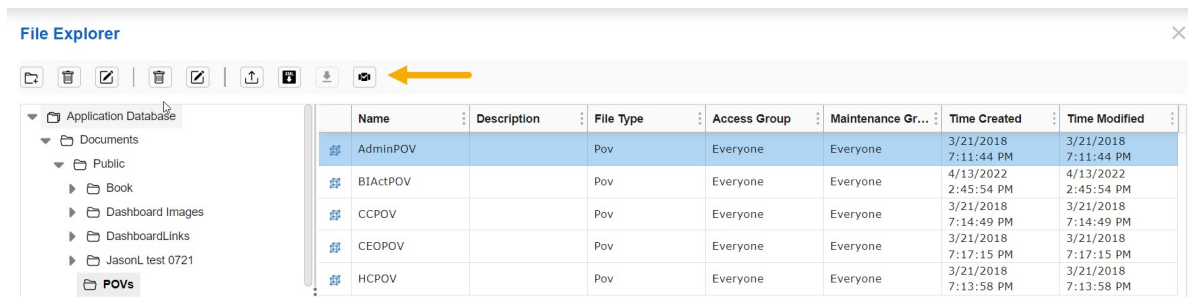 File Explorer
Application Database
Documents
Public
Book
Dashboard Images
DashboardLinks
JasonL test 0721
POVs
Name Description File Type Access Group Maintenance Gr... Time Created Time Modified
AdminPOV Pov Everyone Everyone 3/21/2018 7:11:44 PM 3/21/2018 7:11:44 PM
BIActPOV Pov Everyone Everyone 4/13/2022 2:45:54 PM 4/13/2022 2:45:54 PM
CCPOV Pov Everyone Everyone 3/21/2018 7:14:49 PM 3/21/2018 7:14:49 PM
CEOPOV Pov Everyone Everyone 3/21/2018 7:17:15 PM 3/21/2018 7:17:15 PM
HCPOV Pov Everyone Everyone 3/21/2018 7:13:58 PM 3/21/2018 7:13:58 PM